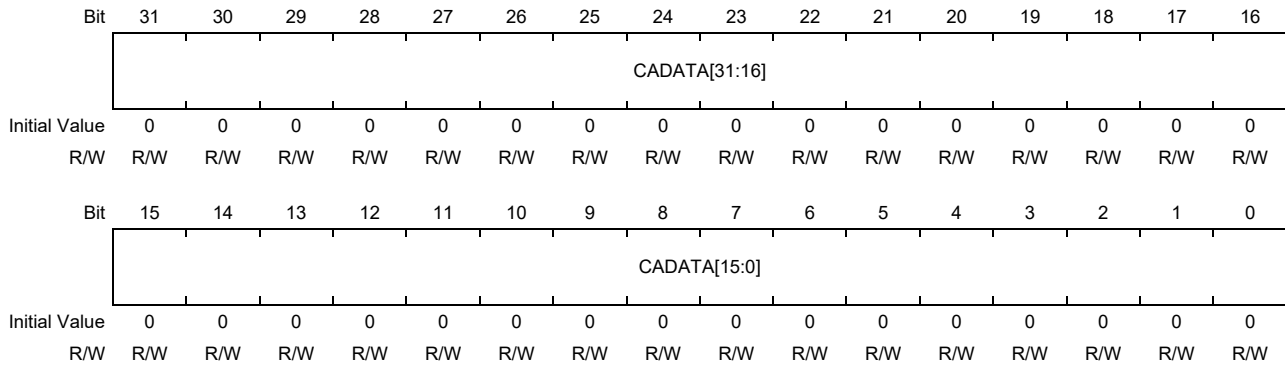 Bit 31 30 29 28 27 26 25 24 23 22 21 20 19 18 17 16
CADATA[31:16]
Initial Value 0 0 0 0 0 0 0 0 0 0 0 0 0 0 0 0
R/W R/W R/W R/W R/W R/W R/W R/W R/W R/W R/W R/W R/W R/W R/W R/W R/W
Bit 15 14 13 12 11 10 9 8 7 6 5 4 3 2 1 0
CADATA[15:0]
Initial Value 0 0 0 0 0 0 0 0 0 0 0 0 0 0 0 0
R/W R/W R/W R/W R/W R/W R/W R/W R/W R/W R/W R/W R/W R/W R/W R/W R/W